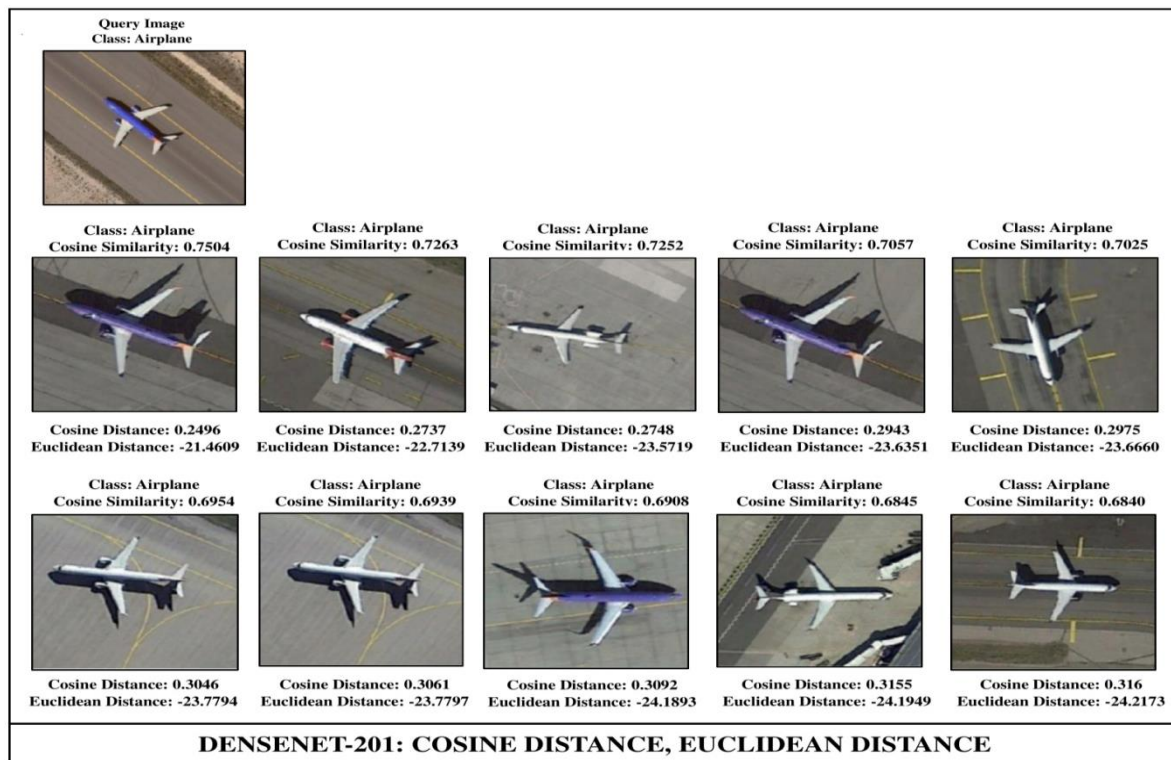 Query Image
Class: Airplane
Class: Airplane
Cosine Similarity: 0.7504
Class: Airplane
Cosine Similarity: 0.7263
Class: Airplane
Cosine Similarity: 0.7252
Class: Airplane
Cosine Similarity: 0.7057
Class: Airplane
Cosine Similarity: 0.7025
Cosine Distance: 0.2496
Euclidean Distance: -21.4609
Cosine Distance: 0.2737
Euclidean Distance: -22.7139
Cosine Distance: 0.2748
Euclidean Distance: -23.5719
Cosine Distance: 0.2943
Euclidean Distance: -23.6351
Cosine Distance: 0.2975
Euclidean Distance: -23.6660
Class: Airplane
Cosine Similarity: 0.6954
Class: Airplane
Cosine Similarity: 0.6939
Class: Airplane
Cosine Similarity: 0.6908
Class: Airplane
Cosine Similarity: 0.6845
Class: Airplane
Cosine Similarity: 0.6840
Cosine Distance: 0.3046
Euclidean Distance: -23.7794
Cosine Distance: 0.3061
Euclidean Distance: -23.7797
Cosine Distance: 0.3092
Euclidean Distance: -24.1893
Cosine Distance: 0.3155
Euclidean Distance: -24.1949
Cosine Distance: 0.316
Euclidean Distance: -24.2173
DENSENET-201: COSINE DISTANCE, EUCLIDEAN DISTANCE